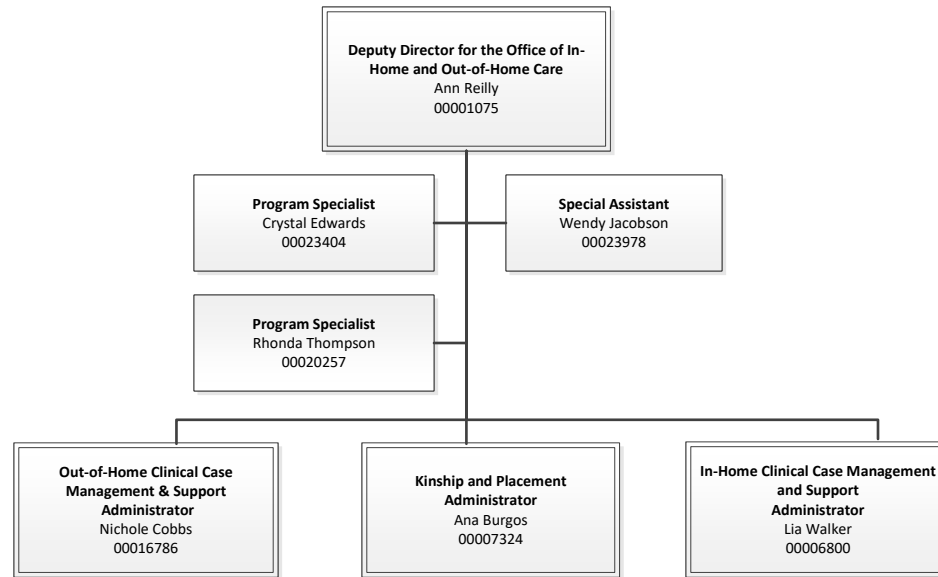 Deputy Director for the Office of In-
Home and Out-of-Home Care
Ann Reilly
00001075
Program Specialist
Crystal Edwards
00023404
Special Assistant
Wendy Jacobson
00023978
Program Specialist
Rhonda Thompson
00020257
Out-of-Home Clinical Case
Management & Support
Administrator
Nichole Cobbs
00016786
Kinship and Placement
Administrator
Ana Burgos
00007324
In-Home Clinical Case Management
and Support
Administrator
Lia Walker
00006800